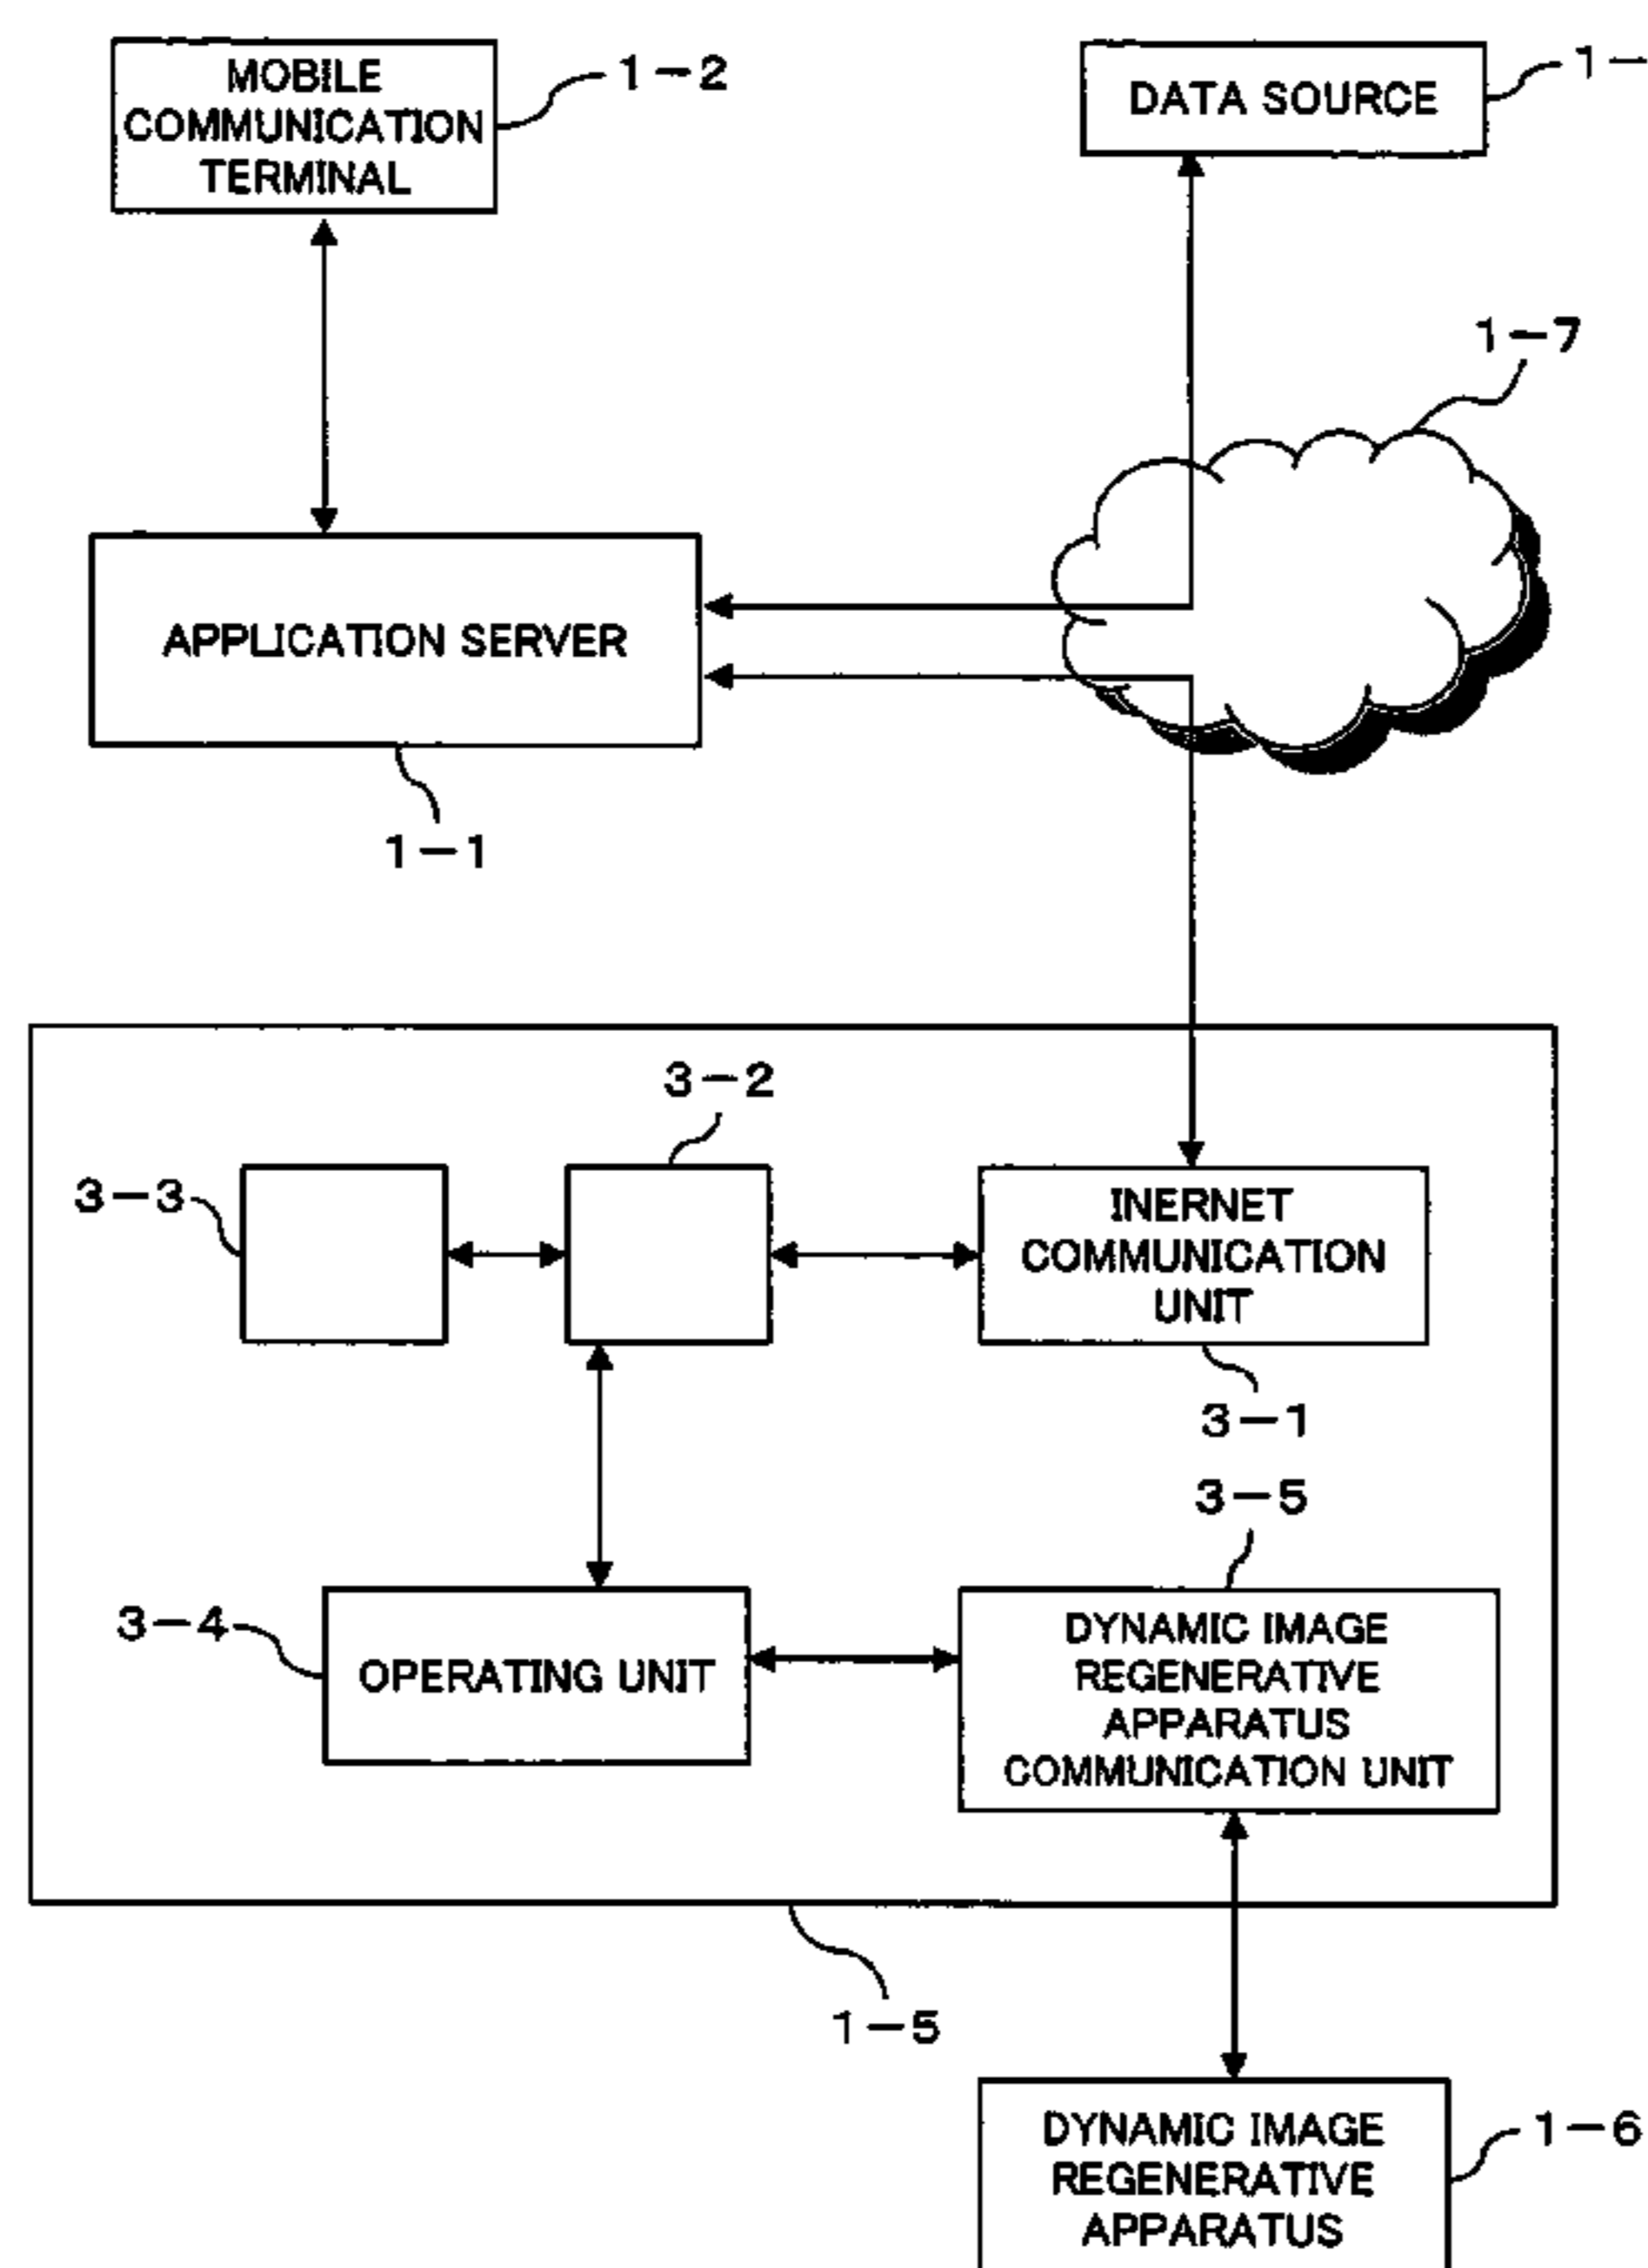 MOBILE
COMMUNICATION
TERMINAL
1-2
DATA SOURCE
1-
1-7
APPLICATION SERVER
1-1
3-2
3-3
INERNET
COMMUNICATION
UNIT
3-1
3-5
3-4
OPERATING UNIT
DYNAMIC IMAGE
REGENERATIVE
APPARATUS
COMMUNICATION UNIT
1-5
DYNAMIC IMAGE
REGENERATIVE
APPARATUS
1-6